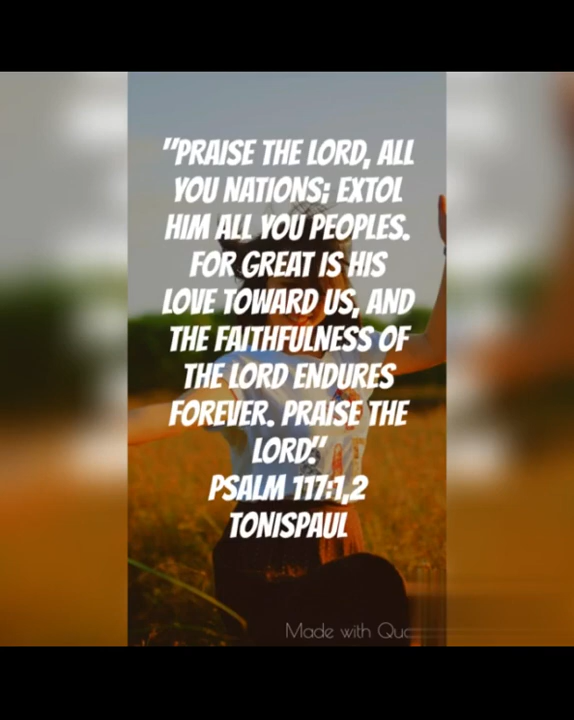 "PRAISE THE LORD, ALL
YOU NATIONS; EXTOL
HIM ALL YOU PEOPLES.
FOR GREAT IS HIS
LOVE TOWARD US, AND
THE FAITHFULNESS OF
THE LORD ENDURES
FOREVER. PRAISE THE
LORD."
PSALM 117:1,2
TONISPAUL
Made with